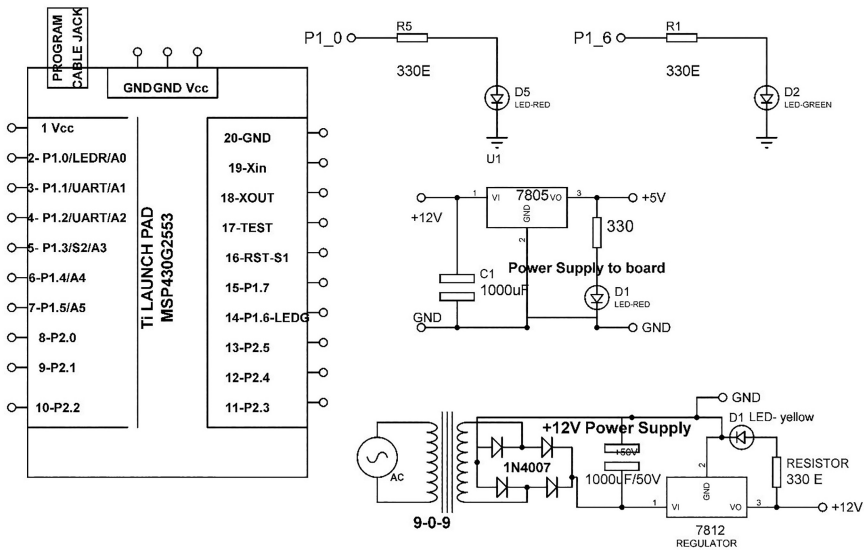 PROGRAM
CABLE JACK
GND GND Vcc
1 Vcc
2- P1.0/LEDR/A0
3- P1.1/UART/A1
4- P1.2/UART/A2
5- P1.3/S2/A3
6-P1.4/A4
7-P1.5/A5
8-P2.0
9-P2.1
10-P2.2
Ti LAUNCH PAD
MSP430G2553
20-GND
19-Xin
18-XOUT
17-TEST
16-RST-S1
15-P1.7
14-P1.6-LEDG
13-P2.5
12-P2.4
11-P2.3
P1_0
R5
330E
D5
LED-RED
U1
P1_6
R1
330E
D2
LED-GREEN
+12V
1
VI
7805
VO
3
GND
2
+5V
330
C1
1000uF
Power Supply to board
D1
LED-RED
GND
GND
AC
9-0-9
1N4007
+12V Power Supply
+50V
1000uF/50V
GND
D1 LED- yellow
RESISTOR
330 E
2
GND
1
VI
VO
3
+12V
7812
REGULATOR